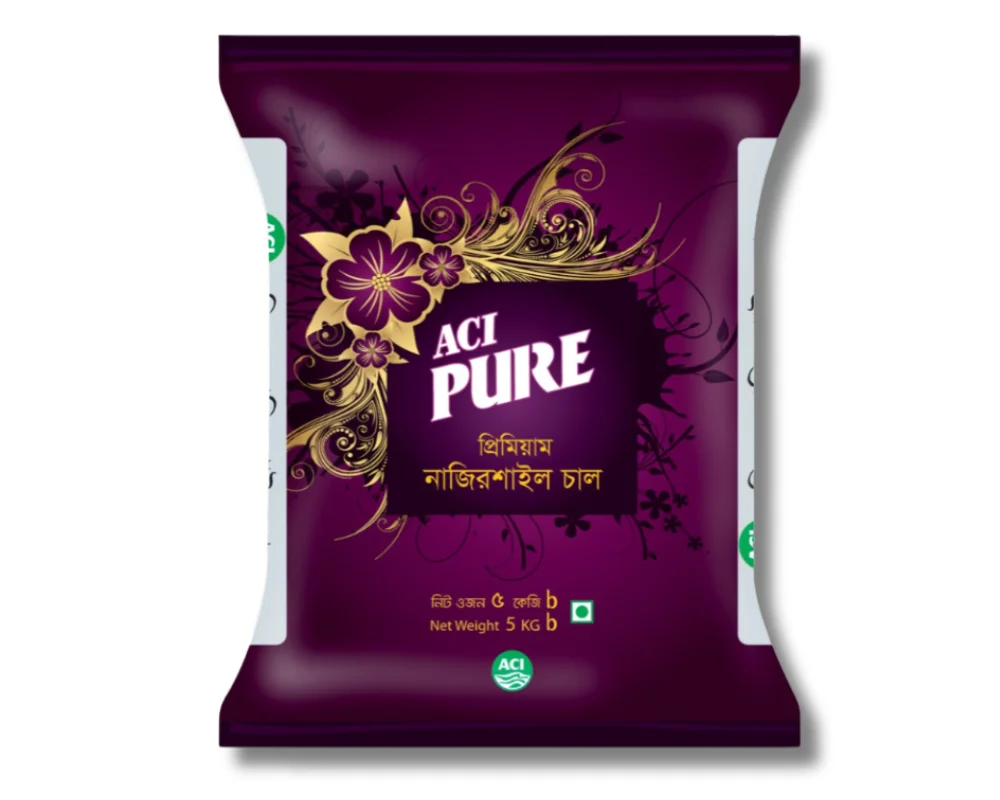 ACI
PURE
প্রিমিয়াম
নাজিরশাইল চাল
নিট ওজন ৫ কেজি b
Net Weight 5 KG b
ACI